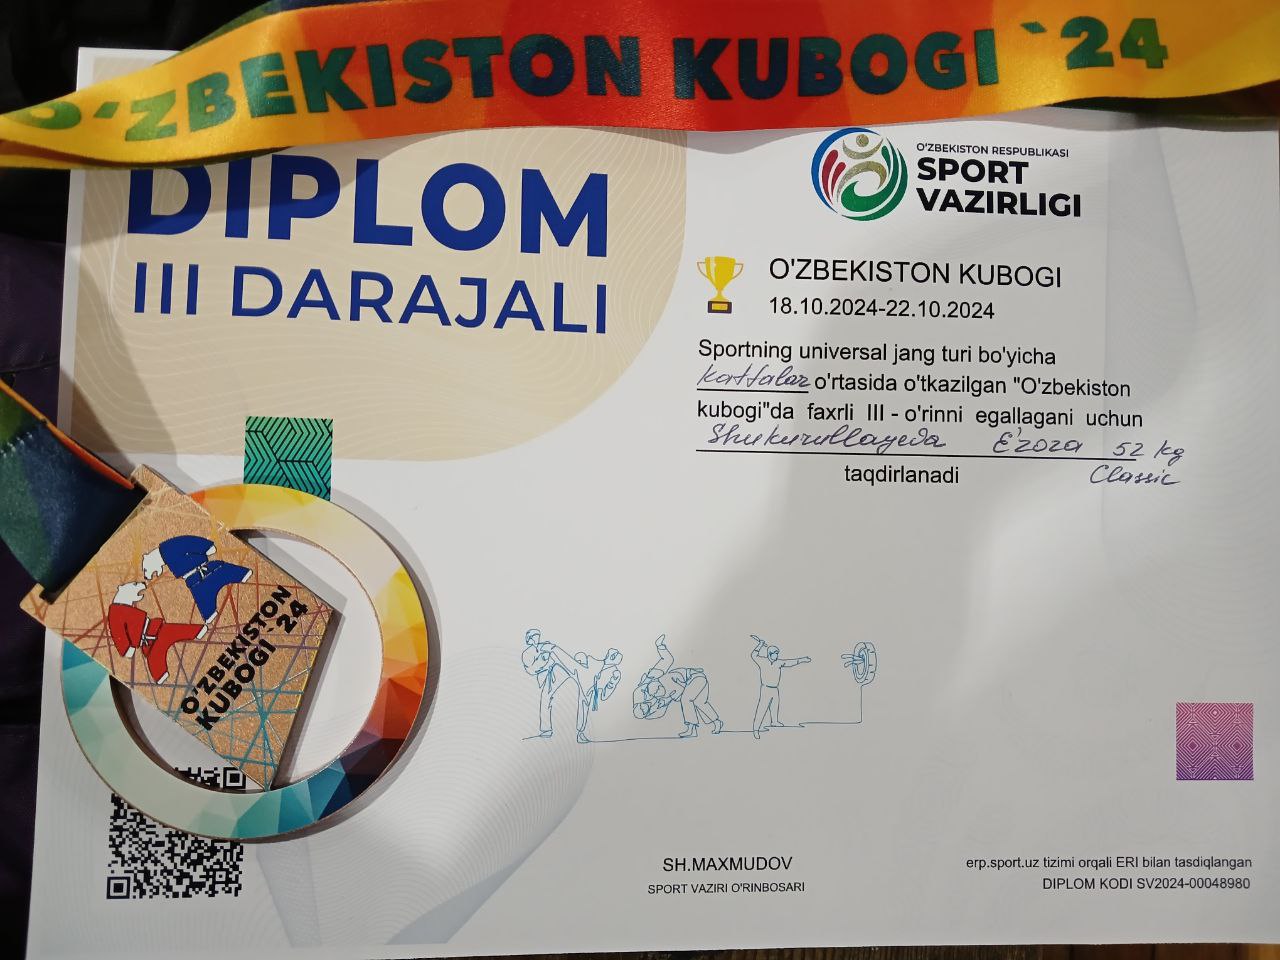 O'ZBEKISTON KUBOGI `24
DIPLOM
III DARAJALI
O'ZBEKISTON RESPUBLIKASI
SPORT
VAZIRLIGI
O'ZBEKISTON KUBOGI
18.10.2024-22.10.2024
Sportning universal jang turi bo'yicha
kattalar o'rtasida o'tkazilgan "O'zbekiston
kubogi"da faxrli III - o'rinni egallagani uchun
Shukurullayeva E'zoza 52 kg
taqdirlanadi Classic
O'ZBEKISTON
KUBOGI `24
SH.MAXMUDOV
SPORT VAZIRI O'RINBOSARI
erp.sport.uz tizimi orqali ERI bilan tasdiqlangan
DIPLOM KODI SV2024-00048980